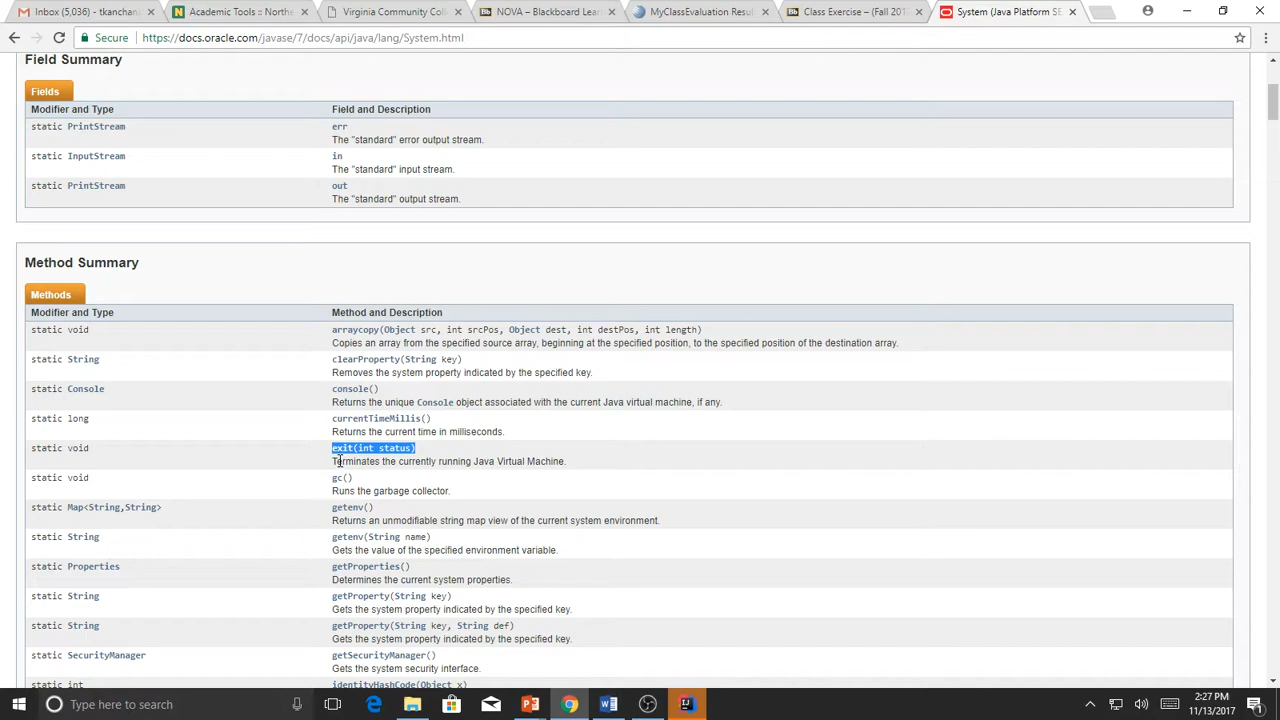 Inbox (5,036) - tkanchan
Academic Tools :: Northe
Virginia Community Coll
NOVA – Blackboard Lea
MyClassEvaluation Resul
Class Exercise – (Fall 201
System (Java Platform SE
Secure https://docs.oracle.com/javase/7/docs/api/java/lang/System.html
Field Summary
Fields
Modifier and Type Field and Description
static PrintStream err
The "standard" error output stream.
static InputStream in
The "standard" input stream.
static PrintStream out
The "standard" output stream.
Method Summary
Methods
Modifier and Type Method and Description
static void arraycopy(Object src, int srcPos, Object dest, int destPos, int length)
Copies an array from the specified source array, beginning at the specified position, to the specified position of the destination array.
static String clearProperty(String key)
Removes the system property indicated by the specified key.
static Console console()
Returns the unique Console object associated with the current Java virtual machine, if any.
static long currentTimeMillis()
Returns the current time in milliseconds.
static void exit(int status)
Terminates the currently running Java Virtual Machine.
static void gc()
Runs the garbage collector.
static Map<String,String> getenv()
Returns an unmodifiable string map view of the current system environment.
static String getenv(String name)
Gets the value of the specified environment variable.
static Properties getProperties()
Determines the current system properties.
static String getProperty(String key)
Gets the system property indicated by the specified key.
static String getProperty(String key, String def)
Gets the system property indicated by the specified key.
static SecurityManager getSecurityManager()
Gets the system security interface.
static int identityHashCode(Object x)
Type here to search
2:27 PM
11/13/2017